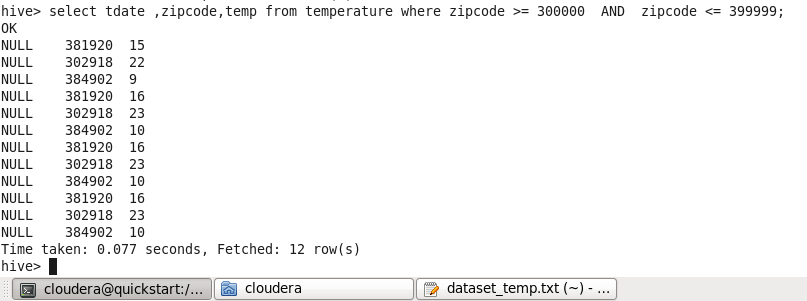 hive> select tdate ,zipcode,temp from temperature where zipcode >= 300000  AND  zipcode <= 399999;
OK
NULL    381920  15
NULL    302918  22
NULL    384902  9
NULL    381920  16
NULL    302918  23
NULL    384902  10
NULL    381920  16
NULL    302918  23
NULL    384902  10
NULL    381920  16
NULL    302918  23
NULL    384902  10
Time taken: 0.077 seconds, Fetched: 12 row(s)
hive>
cloudera@quickstart:/... cloudera dataset_temp.txt (~) - ...